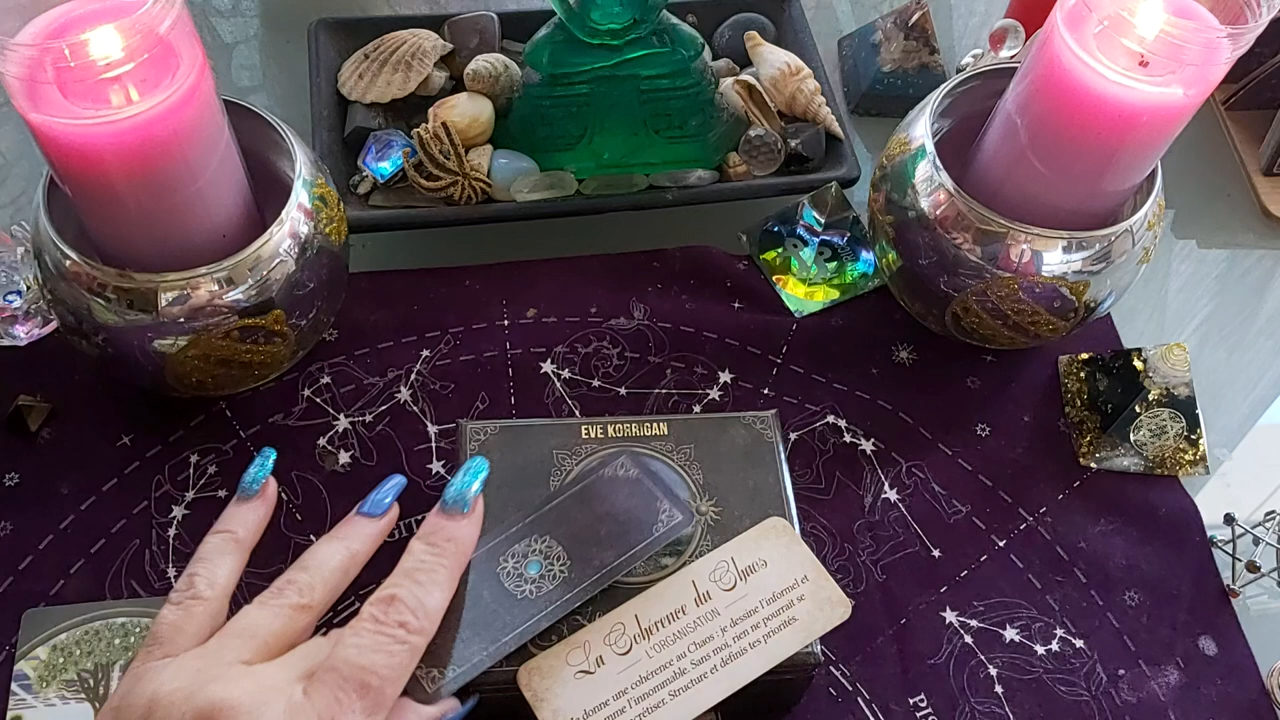 EVE KORRIGAN
La Cohérence du Chaos
L'ORGANISATION
donne une cohérence au Chaos : je dessine l'informel et
l'innommable. Sans moi, rien ne pourrait se
Structure et définis tes priorités.